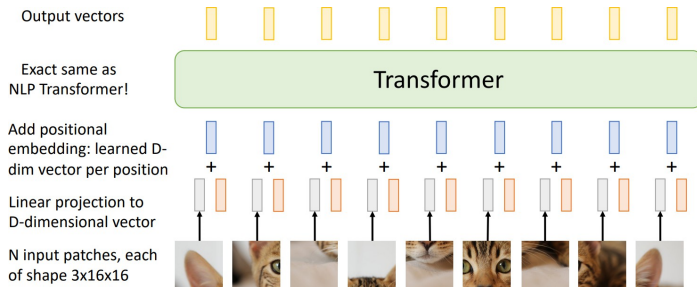 Output vectors
Exact same as
NLP Transformer!
Transformer
Add positional
embedding: learned D-
dim vector per position
+ + + + + + + + +
Linear projection to
D-dimensional vector
N input patches, each
of shape 3x16x16